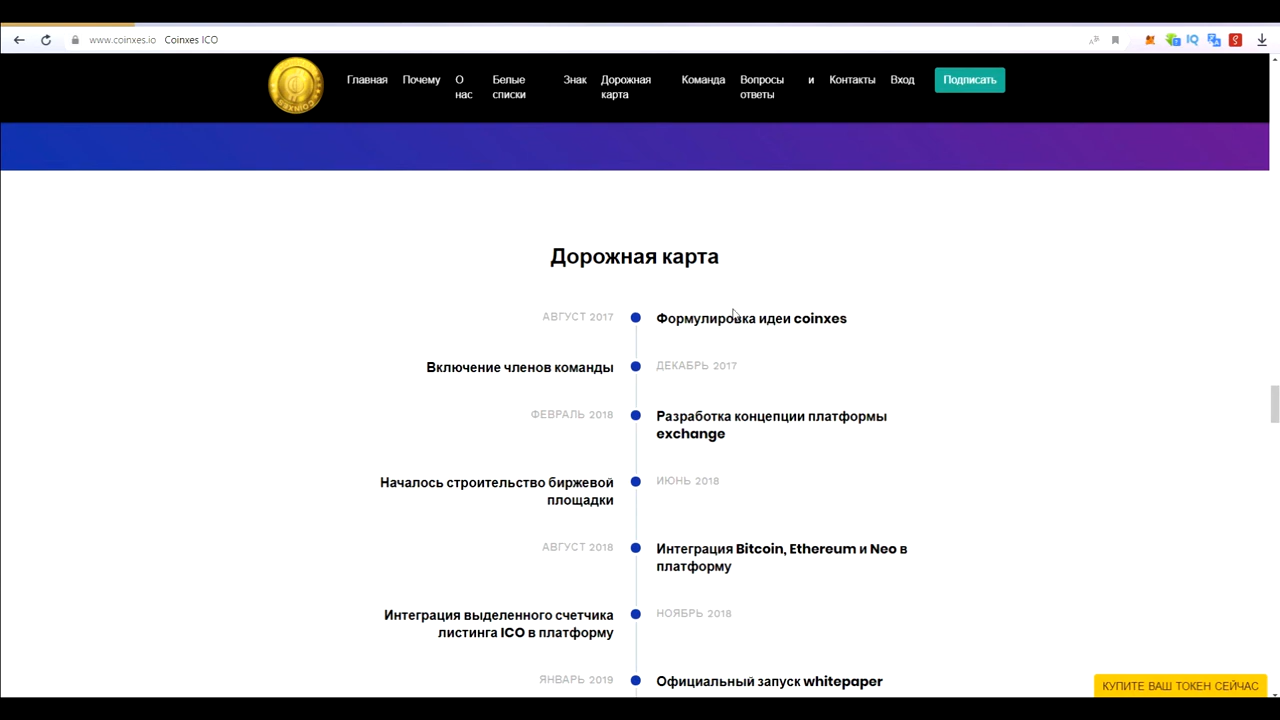 www.coinxes.io Coinxes ICO
Главная Почему О нас Белые списки Знак Дорожная карта Команда Вопросы и ответы Контакты Вход Подписать
COINXES
Дорожная карта
АВГУСТ 2017 Формулировка идеи coinxes
Включение членов команды ДЕКАБРЬ 2017
ФЕВРАЛЬ 2018 Разработка концепции платформы
exchange
Началось строительство биржевой ИЮНЬ 2018
площадки
АВГУСТ 2018 Интеграция Bitcoin, Ethereum и Neo в
платформу
Интеграция выделенного счетчика НОЯБРЬ 2018
листинга ICO в платформу
ЯНВАРЬ 2019 Официальный запуск whitepaper
КУПИТЕ ВАШ ТОКЕН СЕЙЧАС